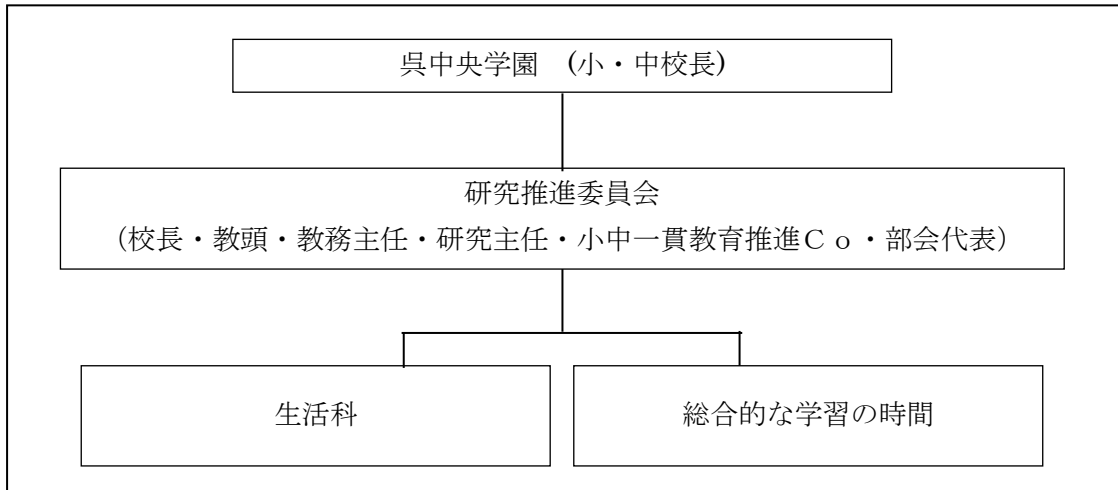 呉中央学園　(小・中校長)
研究推進委員会
（校長・教頭・教務主任・研究主任・小中一貫教育推進Ｃｏ・部会代表）
生活科
総合的な学習の時間